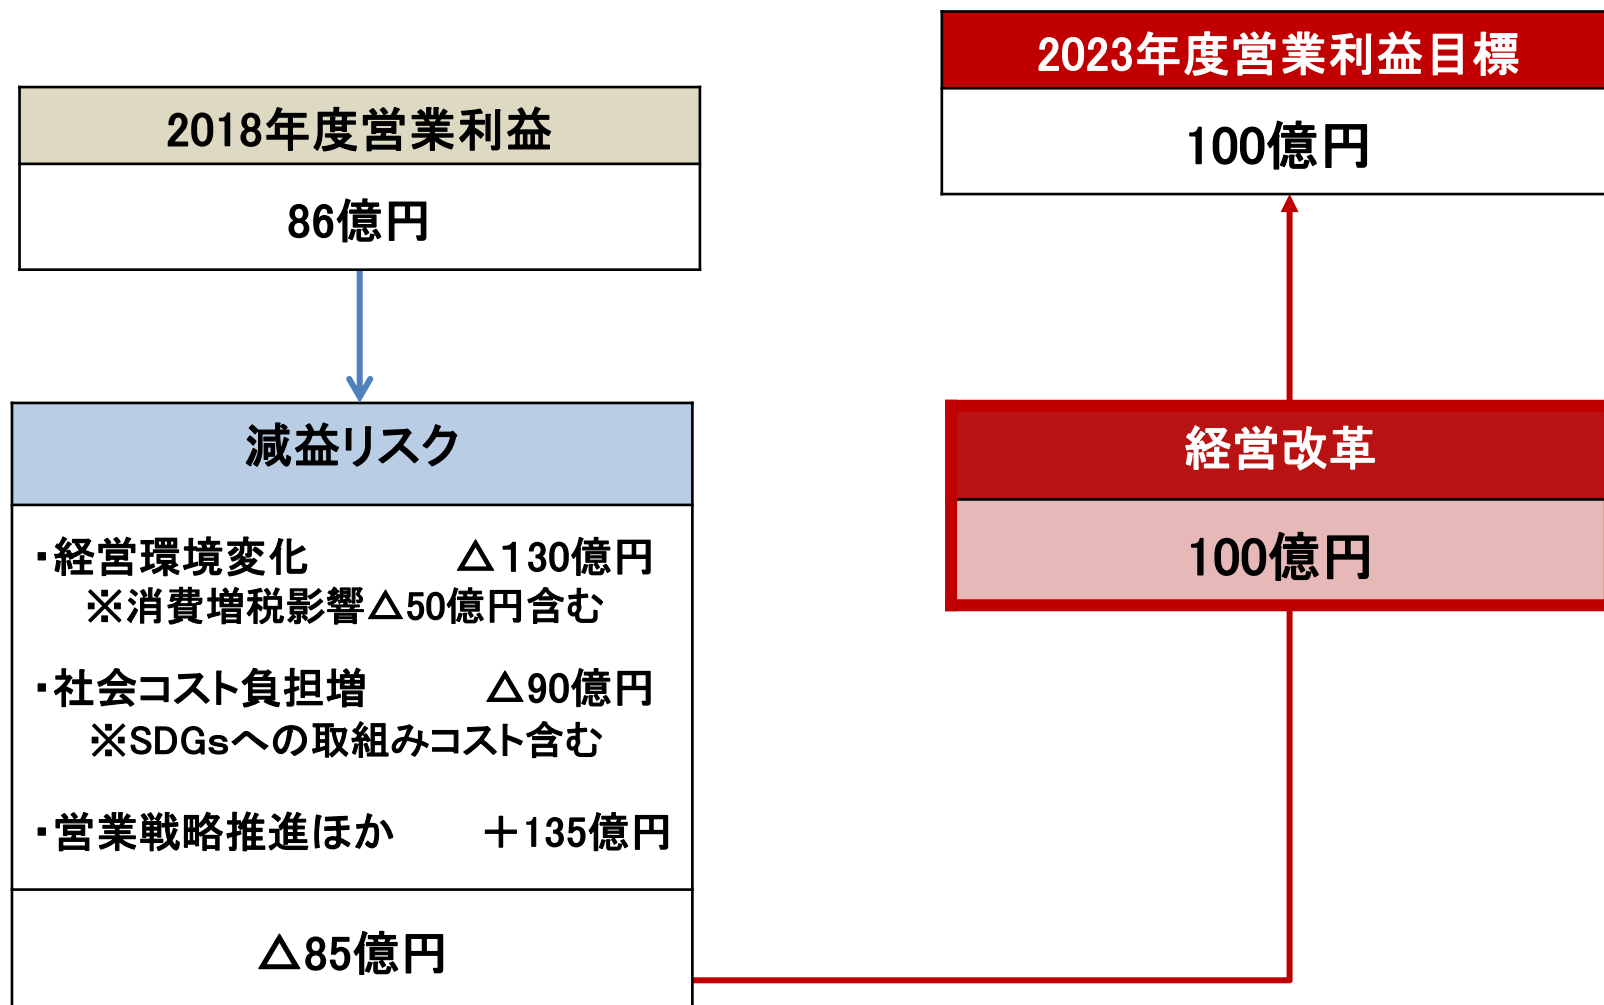 2018年度営業利益
86億円
減益リスク
・経営環境変化 △130億円
※消費増税影響△50億円含む
・社会コスト負担増 △90億円
※SDGsへの取組みコスト含む
・営業戦略推進ほか ＋135億円
△85億円
2023年度営業利益目標
100億円
経営改革
100億円